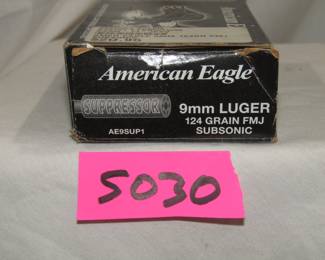 American Eagle
SUPPRESSOR
9mm LUGER
124 GRAIN FMJ
AE9SUP1
SUBSONIC
5030